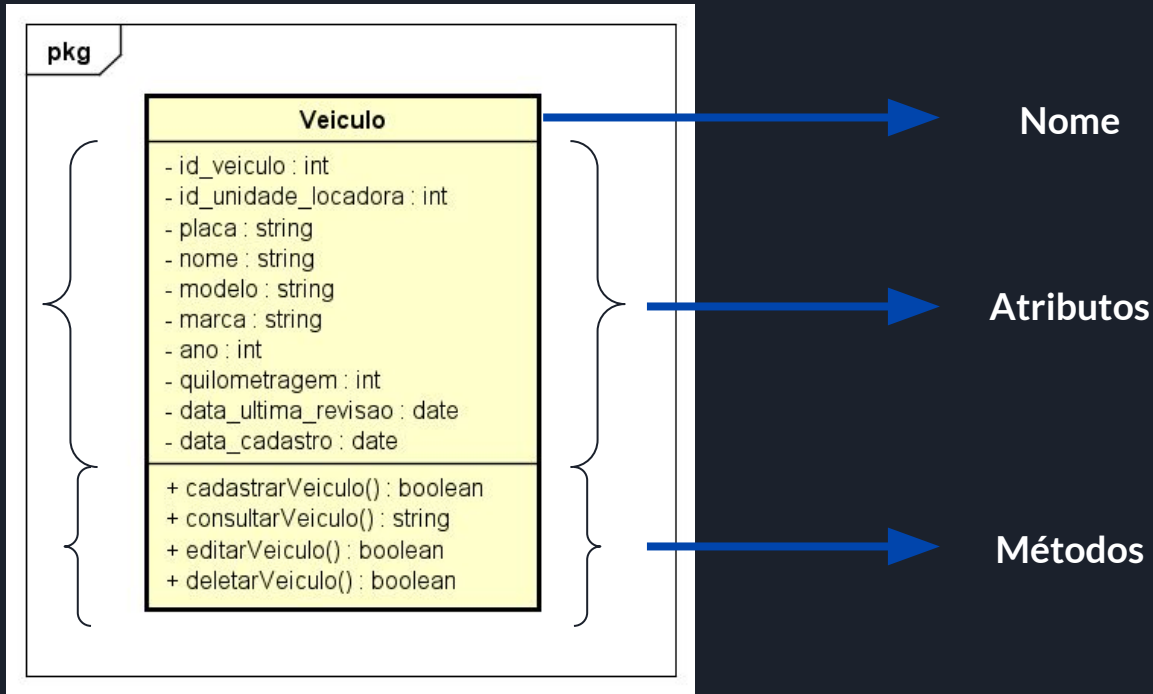 pkg
Veiculo
Nome
- id_veiculo : int
- id_unidade_locadora : int
- placa : string
- nome : string
- modelo : string
- marca : string
- ano : int
- quilometragem : int
- data_ultima_revisao : date
- data_cadastro : date
Atributos
+ cadastrarVeiculo() : boolean
+ consultarVeiculo() : string
+ editarVeiculo() : boolean
+ deletarVeiculo() : boolean
Métodos